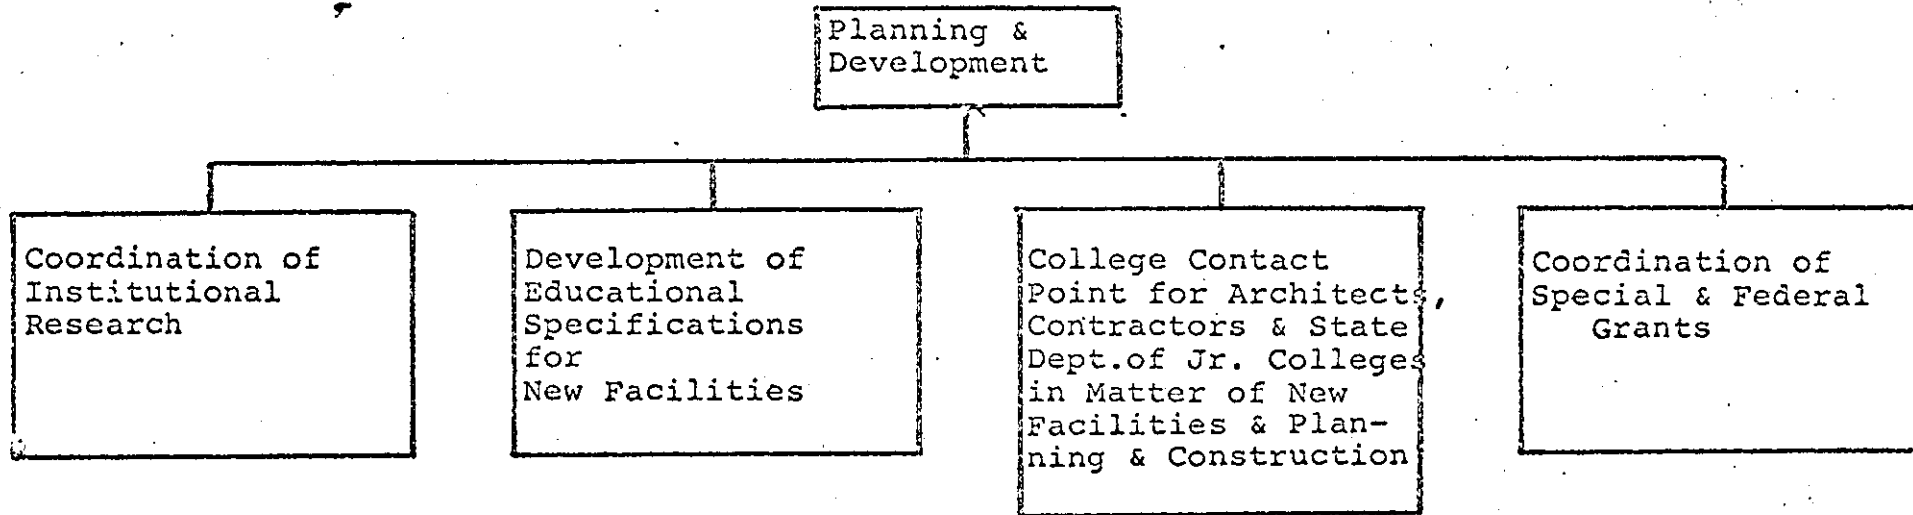 Planning &
Development
Coordination of
Institutional
Research
Development of
Educational
Specifications
for
New Facilities
College Contact
Point for Architects,
Contractors & State
Dept.of Jr. Colleges
in Matter of New
Facilities & Plan-
ning & Construction
Coordination of
Special & Federal
Grants